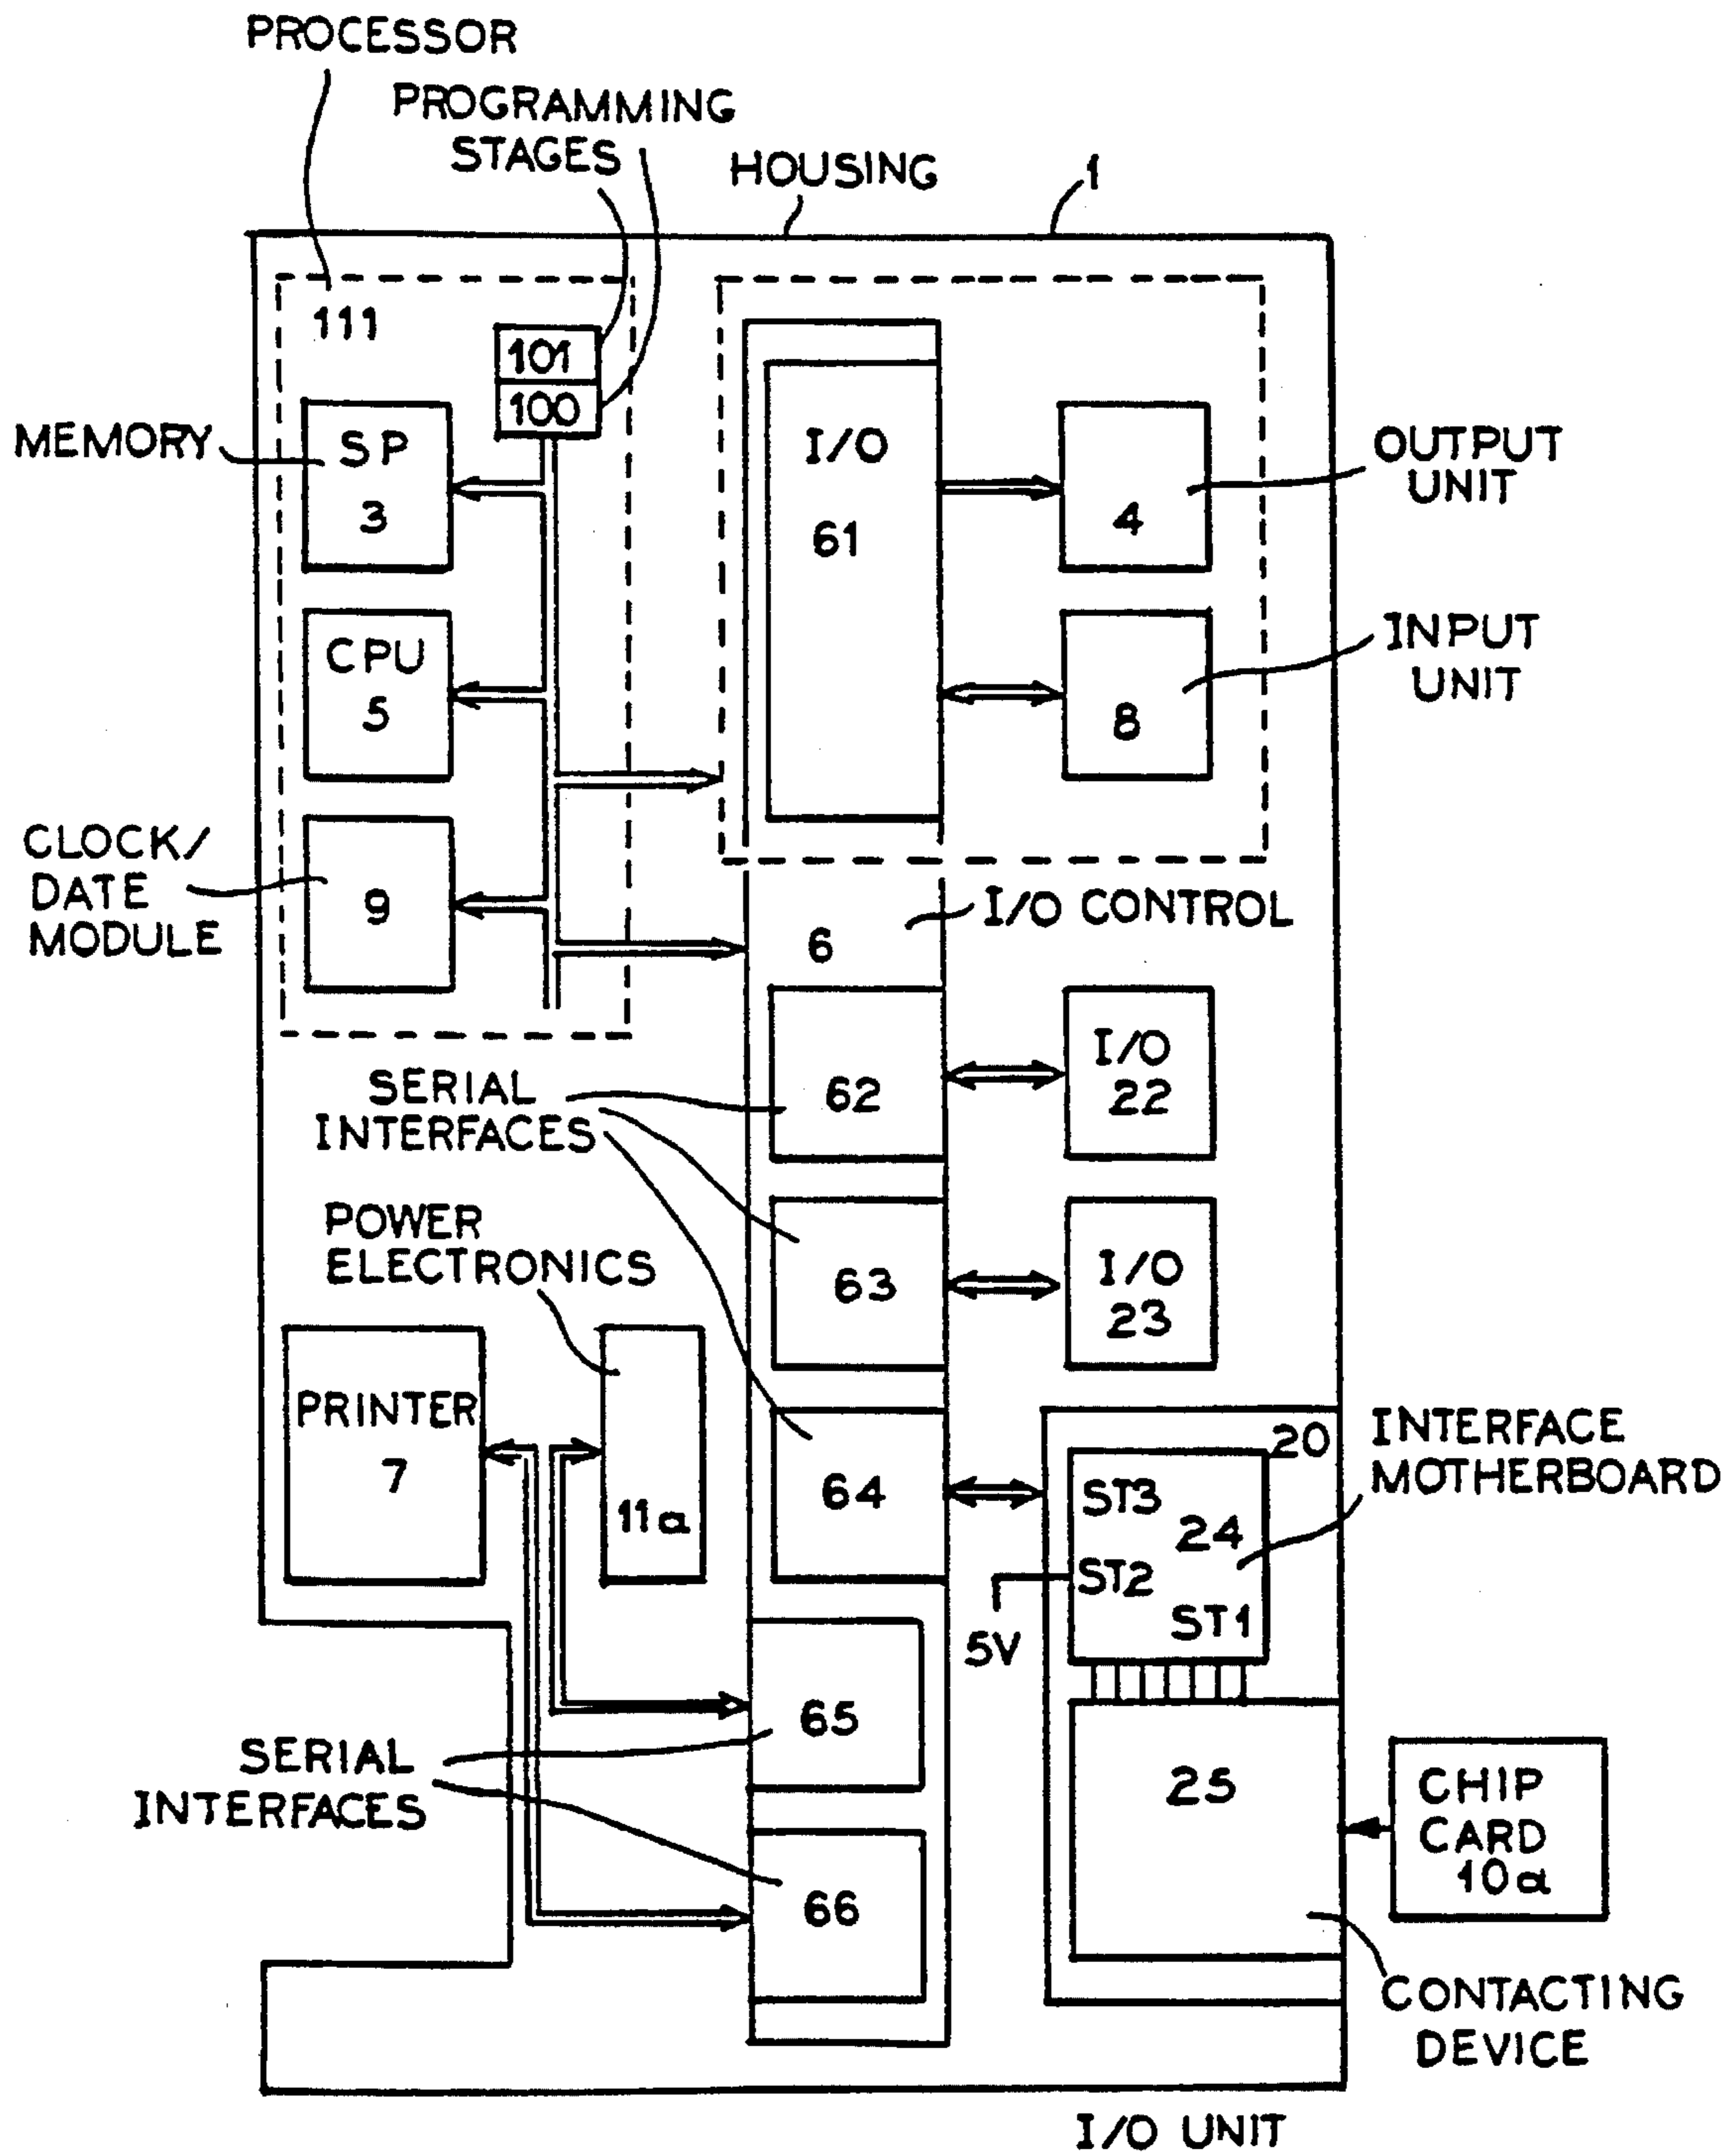 PROCESSOR
PROGRAMMING
STAGES
HOUSING
1
111
101
100
MEMORY
SP
3
I/O
61
4
OUTPUT
UNIT
CPU
5
8
INPUT
UNIT
CLOCK/
DATE
MODULE
9
I/O CONTROL
6
SERIAL
INTERFACES
62
I/O
22
POWER
ELECTRONICS
63
I/O
23
PRINTER
7
11a
64
20
ST3
24
ST2
ST1
5V
INTERFACE
MOTHERBOARD
65
SERIAL
INTERFACES
66
25
CHIP
CARD
10a
CONTACTING
DEVICE
I/O UNIT